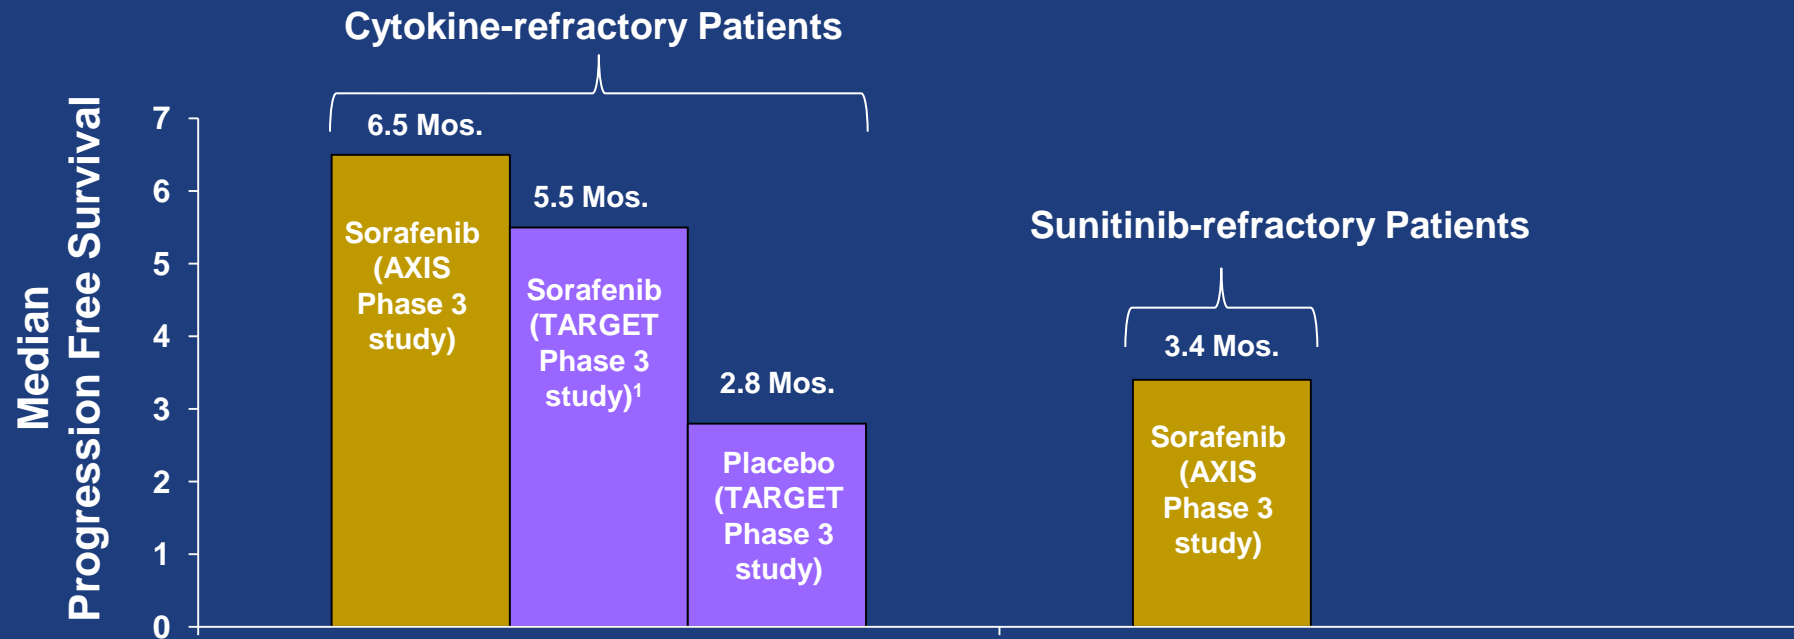 Cytokine-refractory Patients
Median
Progression Free Survival
7
6
5
4
3
2
1
0
6.5 Mos.
Sorafenib
(AXIS
Phase 3
study)
5.5 Mos.
Sorafenib
(TARGET
Phase 3
study)¹
2.8 Mos.
Placebo
(TARGET
Phase 3
study)
Sunitinib-refractory Patients
3.4 Mos.
Sorafenib
(AXIS
Phase 3
study)